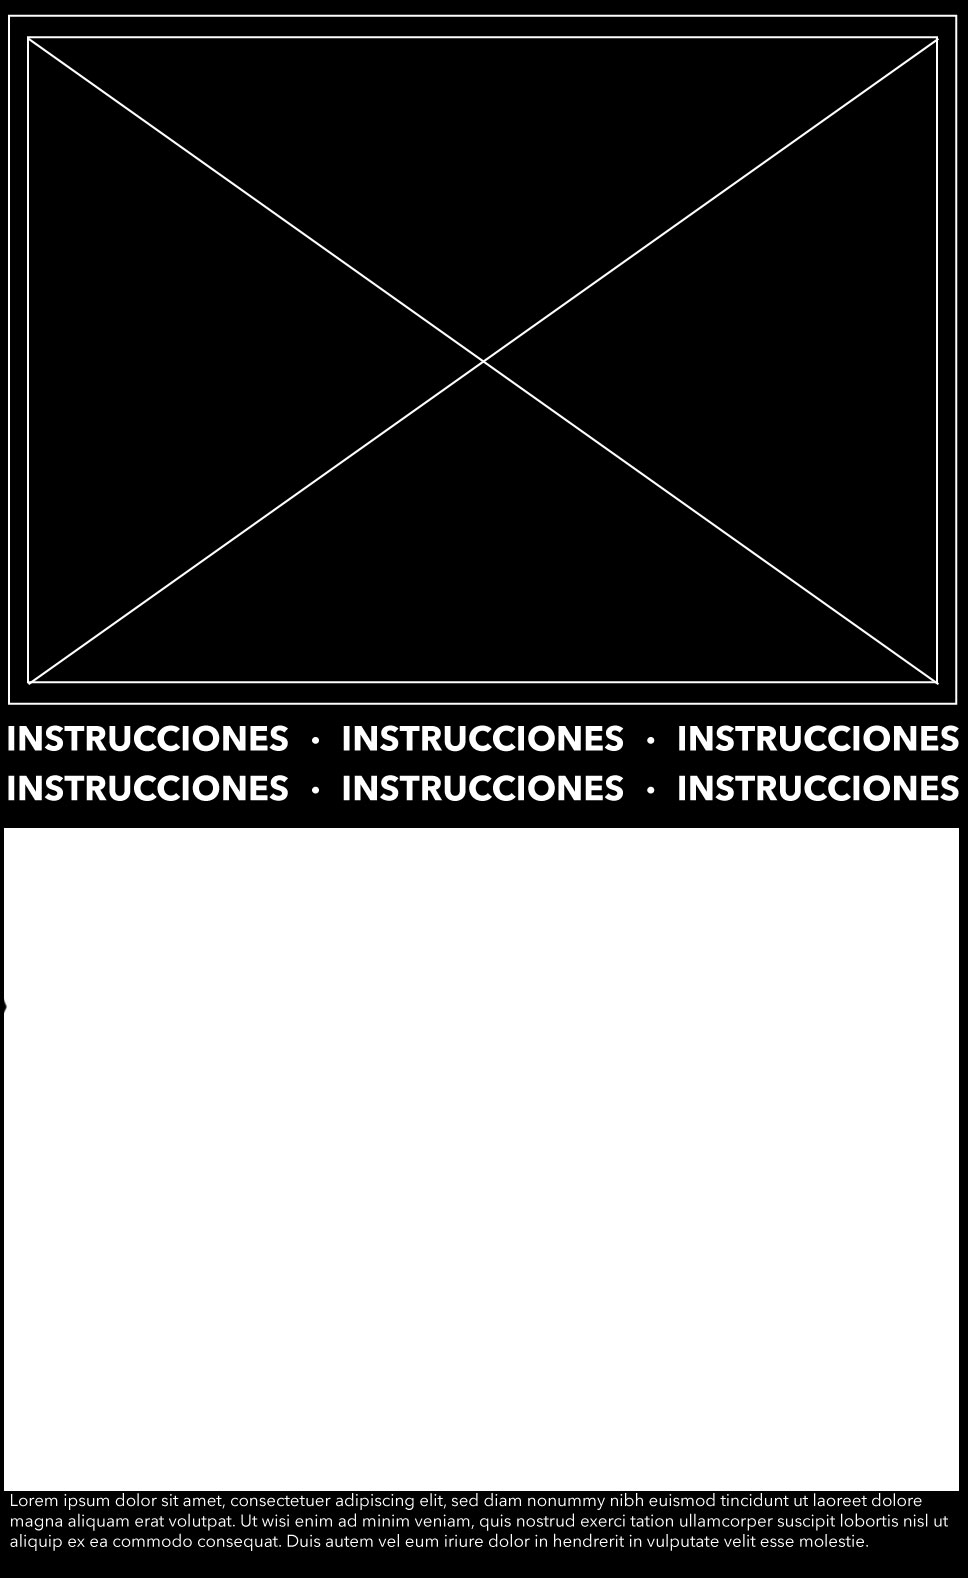 INSTRUCCIONES • INSTRUCCIONES • INSTRUCCIONES
INSTRUCCIONES • INSTRUCCIONES • INSTRUCCIONES
Lorem ipsum dolor sit amet, consectetuer adipiscing elit, sed diam nonummy nibh euismod tincidunt ut laoreet dolore
magna aliquam erat volutpat. Ut wisi enim ad minim veniam, quis nostrud exerci tation ullamcorper suscipit lobortis nisl ut
aliquip ex ea commodo consequat. Duis autem vel eum iriure dolor in hendrerit in vulputate velit esse molestie.